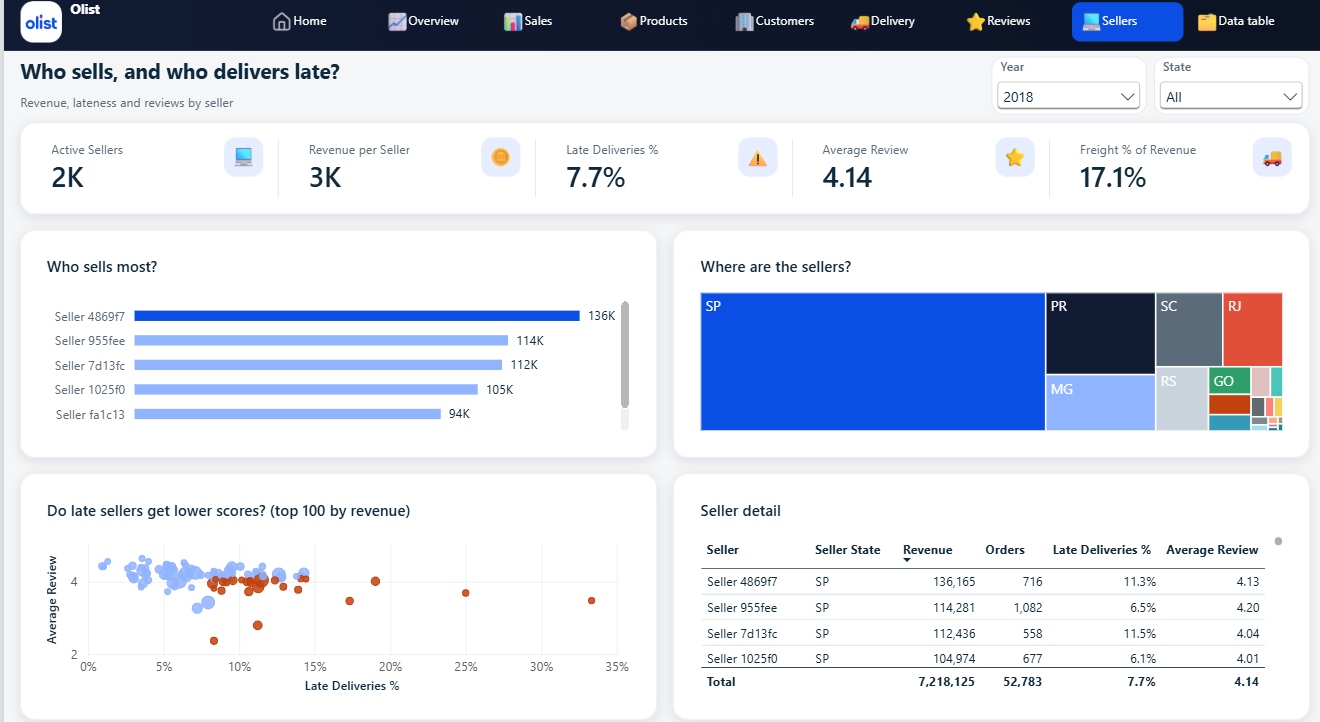 olist
Olist
Home
Overview
Sales
Products
Customers
Delivery
Reviews
Sellers
Data table
Who sells, and who delivers late?
Revenue, lateness and reviews by seller
Year
2018
State
All
Active Sellers
2K
Revenue per Seller
3K
Late Deliveries %
7.7%
Average Review
4.14
Freight % of Revenue
17.1%
Who sells most?
Seller 4869f7 136K
Seller 955fee 114K
Seller 7d13fc 112K
Seller 1025f0 105K
Seller fa1c13 94K
Where are the sellers?
SP
PR
SC
RJ
MG
RS
GO
Do late sellers get lower scores? (top 100 by revenue)
Average Review
4
2
0% 5% 10% 15% 20% 25% 30% 35%
Late Deliveries %
Seller detail
Seller Seller State Revenue Orders Late Deliveries % Average Review
Seller 4869f7 SP 136,165 716 11.3% 4.13
Seller 955fee SP 114,281 1,082 6.5% 4.20
Seller 7d13fc SP 112,436 558 11.5% 4.04
Seller 1025f0 SP 104,974 677 6.1% 4.01
Total 7,218,125 52,783 7.7% 4.14